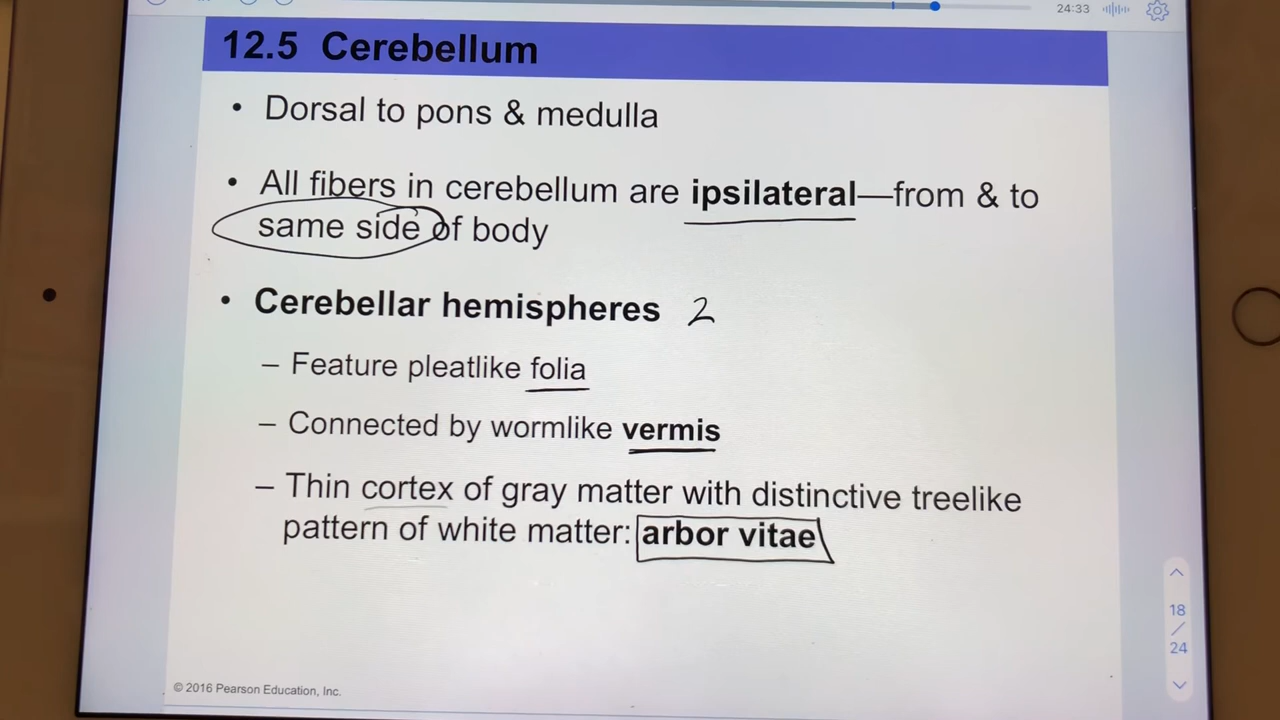 24:33
12.5 Cerebellum
• Dorsal to pons & medulla
• All fibers in cerebellum are ipsilateral—from & to
same side of body
• Cerebellar hemispheres 2
– Feature pleatlike folia
– Connected by wormlike vermis
– Thin cortex of gray matter with distinctive treelike
pattern of white matter: arbor vitae
18
/
24
© 2016 Pearson Education, Inc.